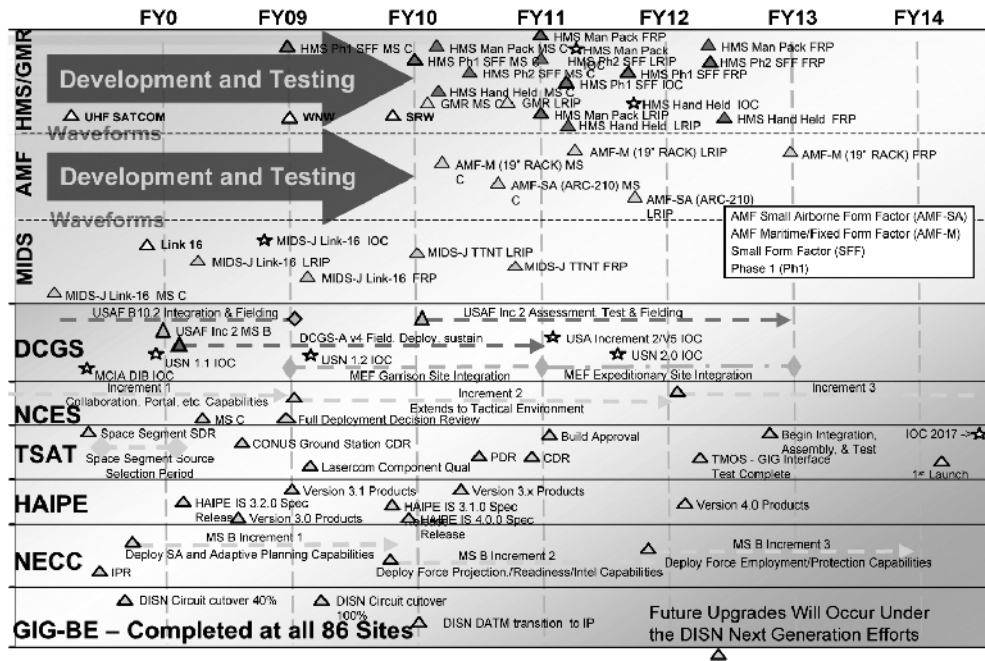 FY0 FY09 FY10 FY11 FY12 FY13 FY14
HMS/GMR
HMS Man Pack FRP
HMS Ph1 SFF MS C
HMS Man Pack MS C
HMS Man Pack
IOC
HMS Man Pack FRP
HMS Ph1 SFF MS C
HMS Ph2 SFF LRIP
HMS Ph2 SFF FRP
Development and Testing
HMS Ph2 SFF MS C
HMS Ph1 SFF FRP
HMS Ph1 SFF IOC
HMS Hand Held MS C
GMR MS C
GMR LRIP
HMS Hand Held IOC
UHF SATCOM
WNW
SRW
HMS Man Pack LRIP
HMS Hand Held LRIP
HMS Hand Held FRP
Waveforms
AMF
Development and Testing
AMF-M (19" RACK) MS
C
AMF-M (19" RACK) LRIP
AMF-M (19" RACK) FRP
AMF-SA (ARC-210) MS
C
AMF-SA (ARC-210)
LRIP
Waveforms
AMF Small Airborne Form Factor (AMF-SA)
AMF Maritime/Fixed Form Factor (AMF-M)
Small Form Factor (SFF)
Phase 1 (Ph1)
MIDS
Link 16
MIDS-J Link-16 IOC
MIDS-J Link-16 LRIP
MIDS-J TTNT LRIP
MIDS-J Link-16 FRP
MIDS-J TTNT FRP
MIDS-J Link-16 MS C
DCGS
USAF B10.2 Integration & Fielding
USAF Inc 2 Assessment, Test & Fielding
USAF Inc 2 MS B
DCGS-A v4 Field, Deploy, sustain
USA Increment 2/V5 IOC
USN 1.1 IOC
USN 1.2 IOC
USN 2.0 IOC
MCIA DIB IOC
MEF Garrison Site Integration
MEF Expeditionary Site Integration
NCES
Increment 1
Collaboration, Portal, etc. Capabilities
Increment 2
Extends to Tactical Environment
Increment 3
MS C
Full Deployment Decision Review
TSAT
Space Segment SDR
CONUS Ground Station CDR
Build Approval
Begin Integration,
Assembly, & Test
IOC 2017 ->
Space Segment Source
Selection Period
Lasercom Component Qual
PDR
CDR
TMOS - GIG Interface
Test Complete
1st Launch
HAIPE
Version 3.1 Products
Version 3.x Products
HAIPE IS 3.2.0 Spec
Release
HAIPE IS 3.1.0 Spec
Release
Version 4.0 Products
Version 3.0 Products
HAIPE IS 4.0.0 Spec
Release
NECC
MS B Increment 1
Deploy SA and Adaptive Planning Capabilities
MS B Increment 2
Deploy Force Projection./Readiness/Intel Capabilities
MS B Increment 3
Deploy Force Employment/Protection Capabilities
IPR
DISN Circuit cutover 40%
DISN Circuit cutover
100%
GIG-BE – Completed at all 86 Sites
DISN DATM transition to IP
Future Upgrades Will Occur Under
the DISN Next Generation Efforts